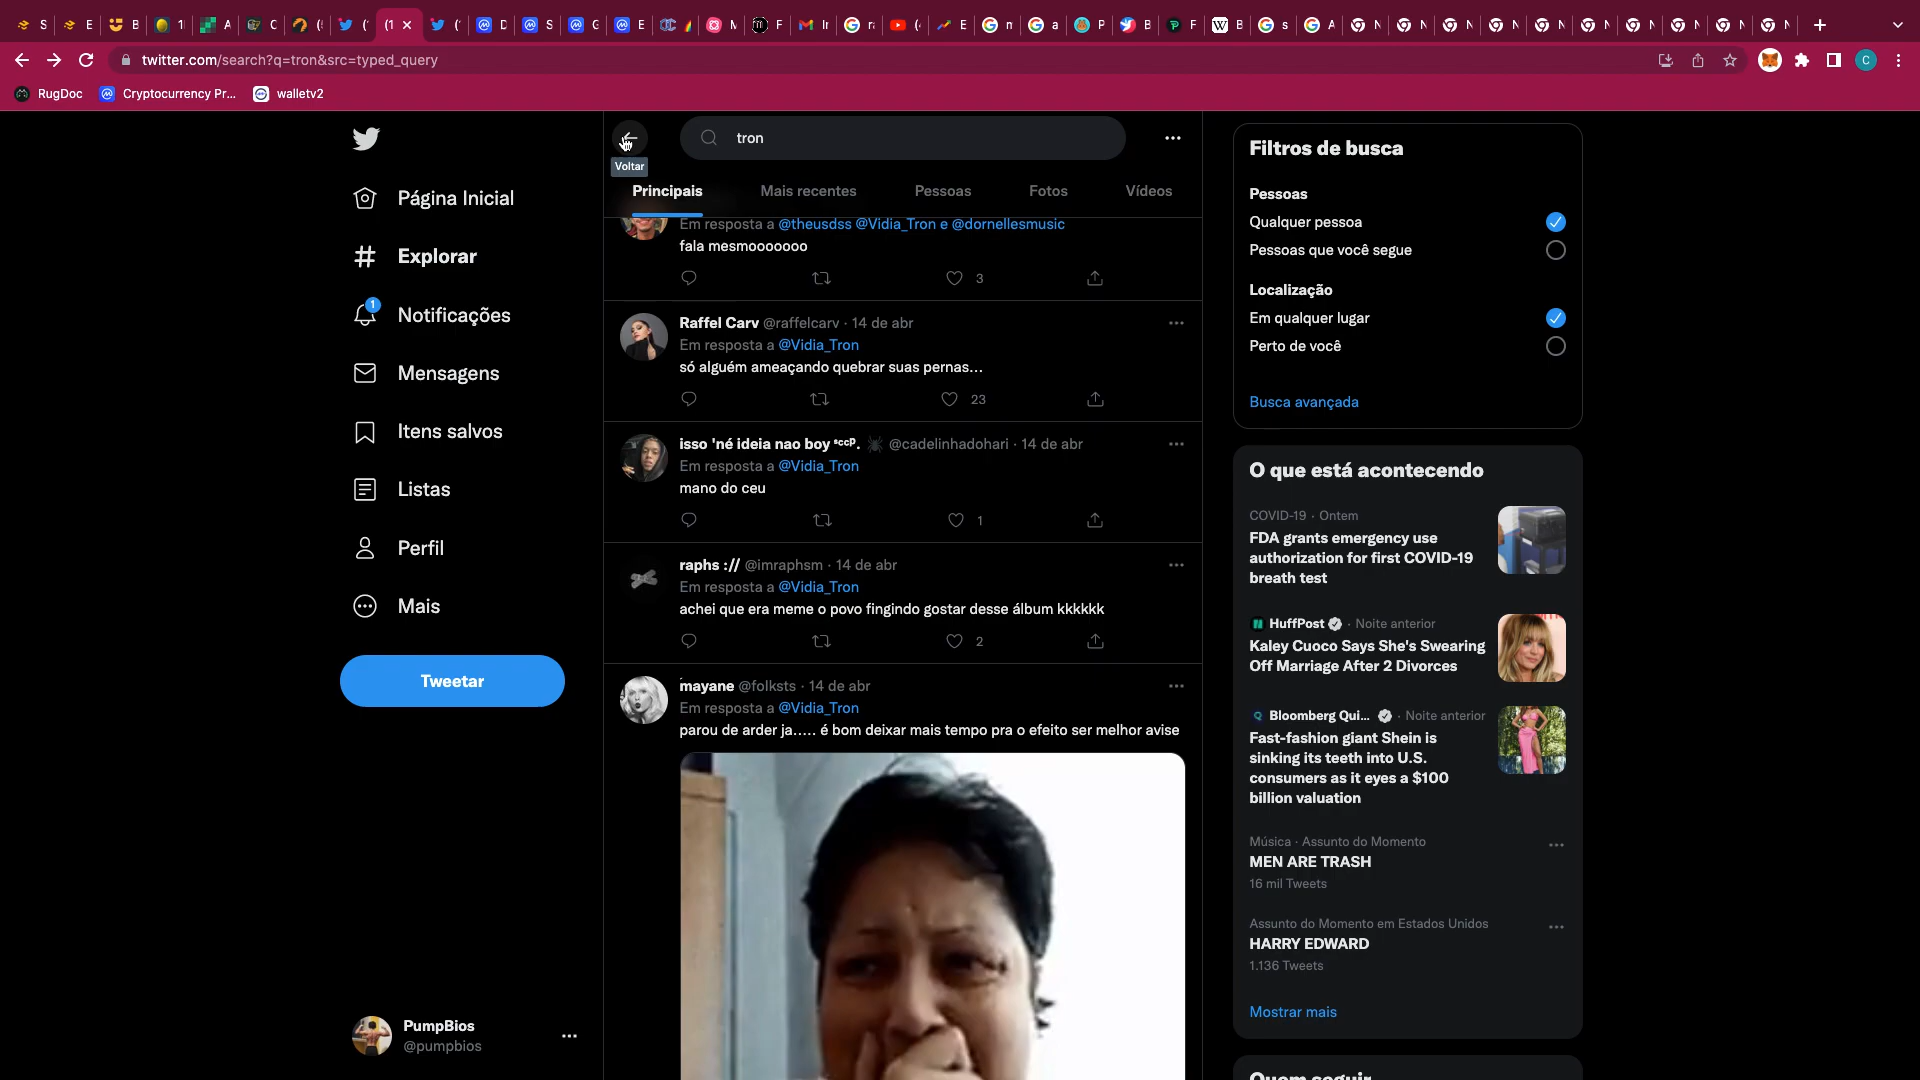 S
E
B
1
A
C
(
(
(1
(
D
S
G
E
M
F
Ir
ra
(
E
m
a
P
B
F
B
s
A
N
N
N
N
N
N
N
N
N
N
twitter.com/search?q=tron&src=typed_query
C
RugDoc
Cryptocurrency Pr...
walletv2
tron
Voltar
Principais
Mais recentes
Pessoas
Fotos
Vídeos
Página Inicial
Explorar
1
Notificações
Mensagens
Itens salvos
Listas
Perfil
Mais
Tweetar
PumpBios
@pumpbios
Em resposta a @theusdss @Vidia_Tron e @dornellesmusic
fala mesmooooooo
3
Raffel Carv @raffelcarv · 14 de abr
Em resposta a @Vidia_Tron
só alguém ameaçando quebrar suas pernas...
23
isso 'né ideia nao boy ˢᶜᶜᵖ. 🕷 @cadelinhadohari · 14 de abr
Em resposta a @Vidia_Tron
mano do ceu
1
raphs :// @imraphsm · 14 de abr
Em resposta a @Vidia_Tron
achei que era meme o povo fingindo gostar desse álbum kkkkkk
2
mayane @folksts · 14 de abr
Em resposta a @Vidia_Tron
parou de arder ja..... é bom deixar mais tempo pra o efeito ser melhor avise
Filtros de busca
Pessoas
Qualquer pessoa
Pessoas que você segue
Localização
Em qualquer lugar
Perto de você
Busca avançada
O que está acontecendo
COVID-19 · Ontem
FDA grants emergency use
authorization for first COVID-19
breath test
HuffPost · Noite anterior
Kaley Cuoco Says She's Swearing
Off Marriage After 2 Divorces
Bloomberg Qui... · Noite anterior
Fast-fashion giant Shein is
sinking its teeth into U.S.
consumers as it eyes a $100
billion valuation
Música · Assunto do Momento
MEN ARE TRASH
16 mil Tweets
Assunto do Momento em Estados Unidos
HARRY EDWARD
1.136 Tweets
Mostrar mais
Quem seguir